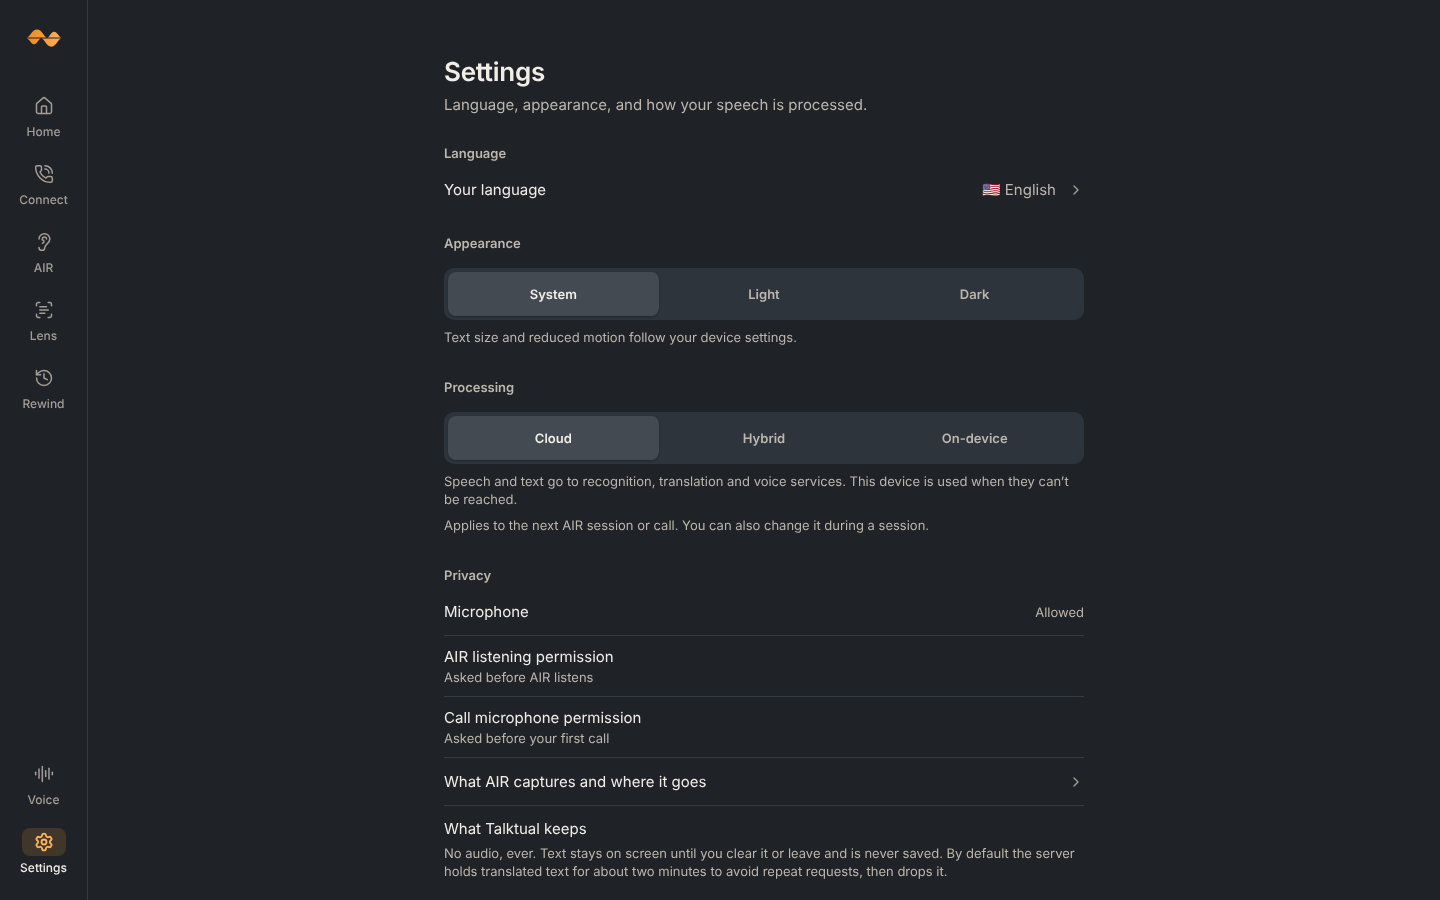 Home
Connect
AIR
Lens
Rewind
Voice
Settings
Settings
Language, appearance, and how your speech is processed.
Language
Your language
🇺🇸 English
Appearance
System
Light
Dark
Text size and reduced motion follow your device settings.
Processing
Cloud
Hybrid
On-device
Speech and text go to recognition, translation and voice services. This device is used when they can’t
be reached.
Applies to the next AIR session or call. You can also change it during a session.
Privacy
Microphone
Allowed
AIR listening permission
Asked before AIR listens
Call microphone permission
Asked before your first call
What AIR captures and where it goes
What Talktual keeps
No audio, ever. Text stays on screen until you clear it or leave and is never saved. By default the server
holds translated text for about two minutes to avoid repeat requests, then drops it.